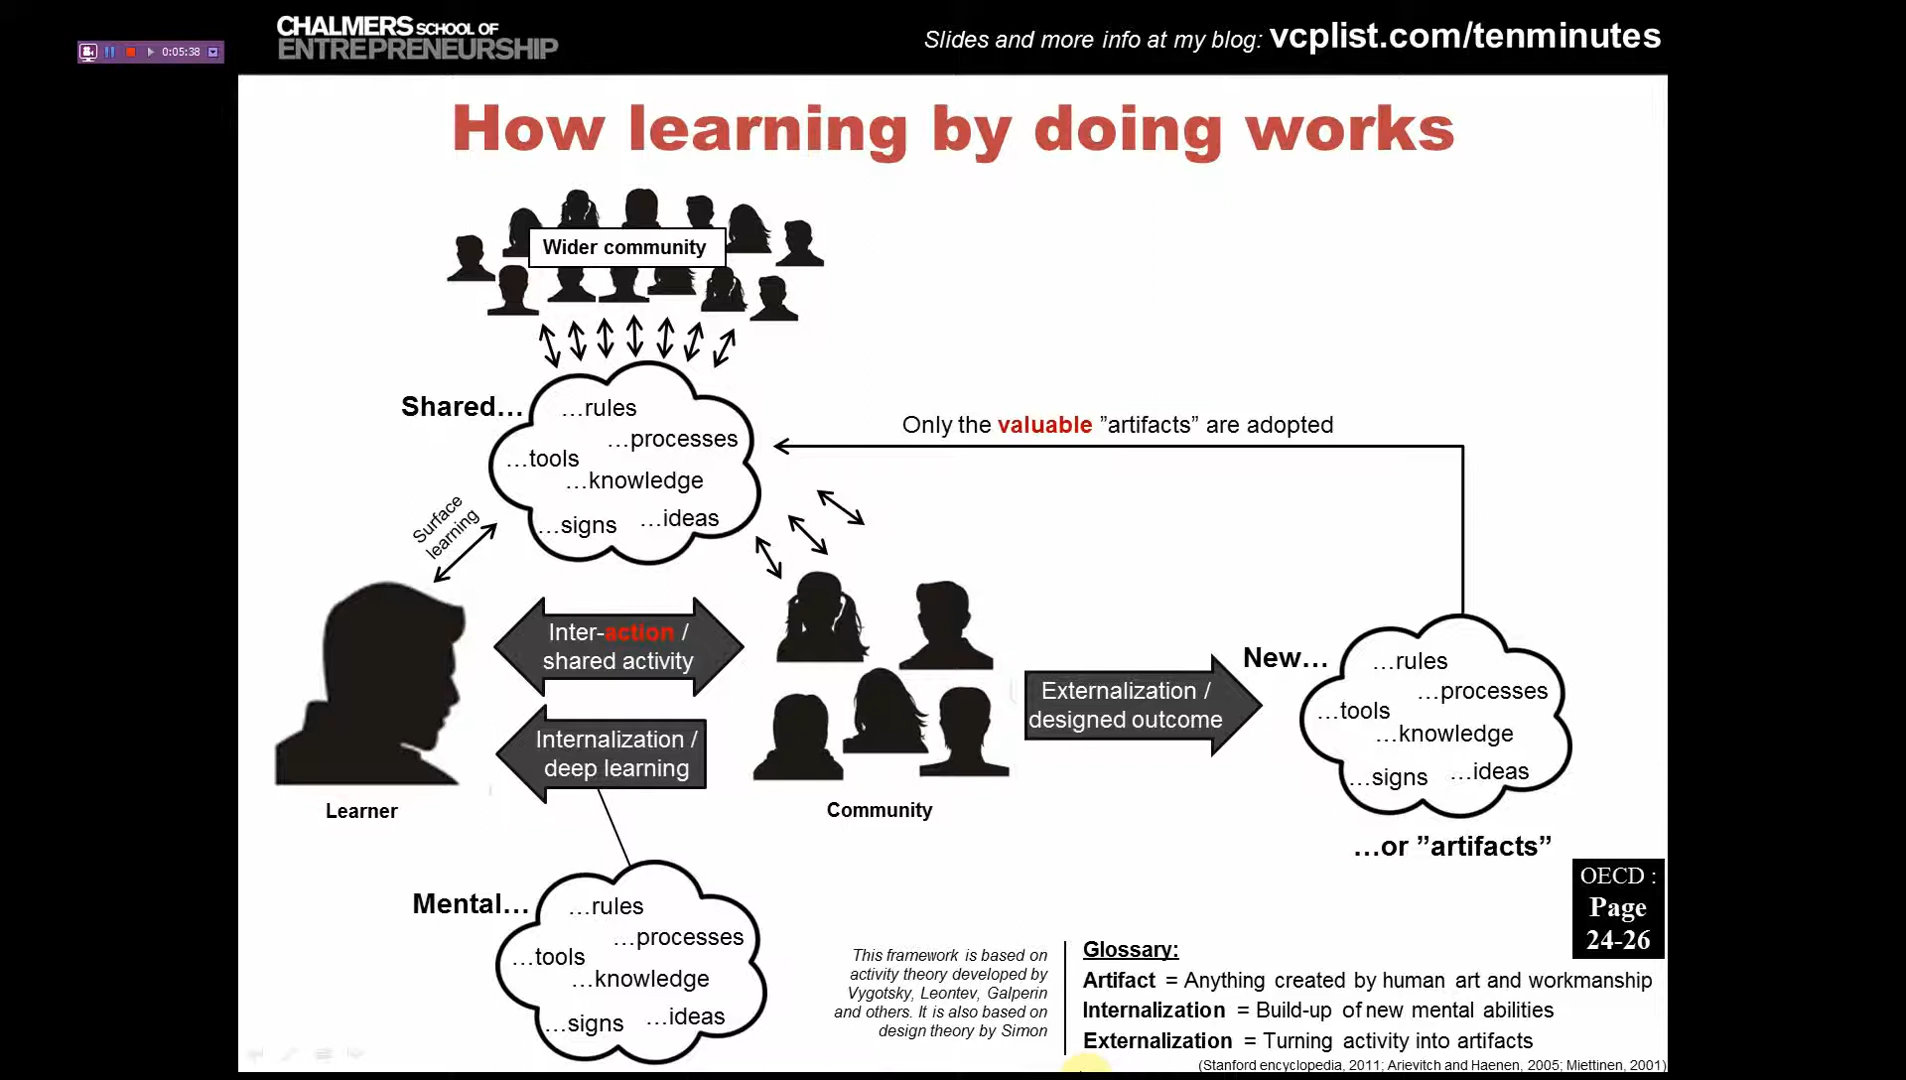 0:05:38
CHALMERS SCHOOL OF
ENTREPRENEURSHIP
Slides and more info at my blog: vcplist.com/tenminutes
How learning by doing works
Wider community
Shared…
…rules
…processes
…tools
…knowledge
…signs
…ideas
Only the valuable ”artifacts” are adopted
Surface
learning
Inter-action /
shared activity
Internalization /
deep learning
Learner
Community
Externalization /
designed outcome
New…
…rules
…processes
…tools
…knowledge
…signs
…ideas
…or ”artifacts”
Mental…
…rules
…processes
…tools
…knowledge
…signs
…ideas
OECD :
Page
24-26
This framework is based on
activity theory developed by
Vygotsky, Leontev, Galperin
and others. It is also based on
design theory by Simon
Glossary:
Artifact = Anything created by human art and workmanship
Internalization = Build-up of new mental abilities
Externalization = Turning activity into artifacts
(Stanford encyclopedia, 2011; Arievitch and Haenen, 2005; Miettinen, 2001)